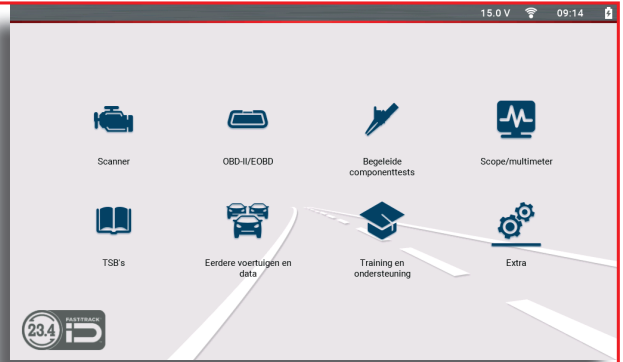 15.0 V 09:14
Scanner
OBD-II/EOBD
Begeleide
componenttests
Scope/multimeter
TSB's
Eerdere voertuigen en
data
Training en
ondersteuning
Extra
23.4 FAST-TRACK
iD